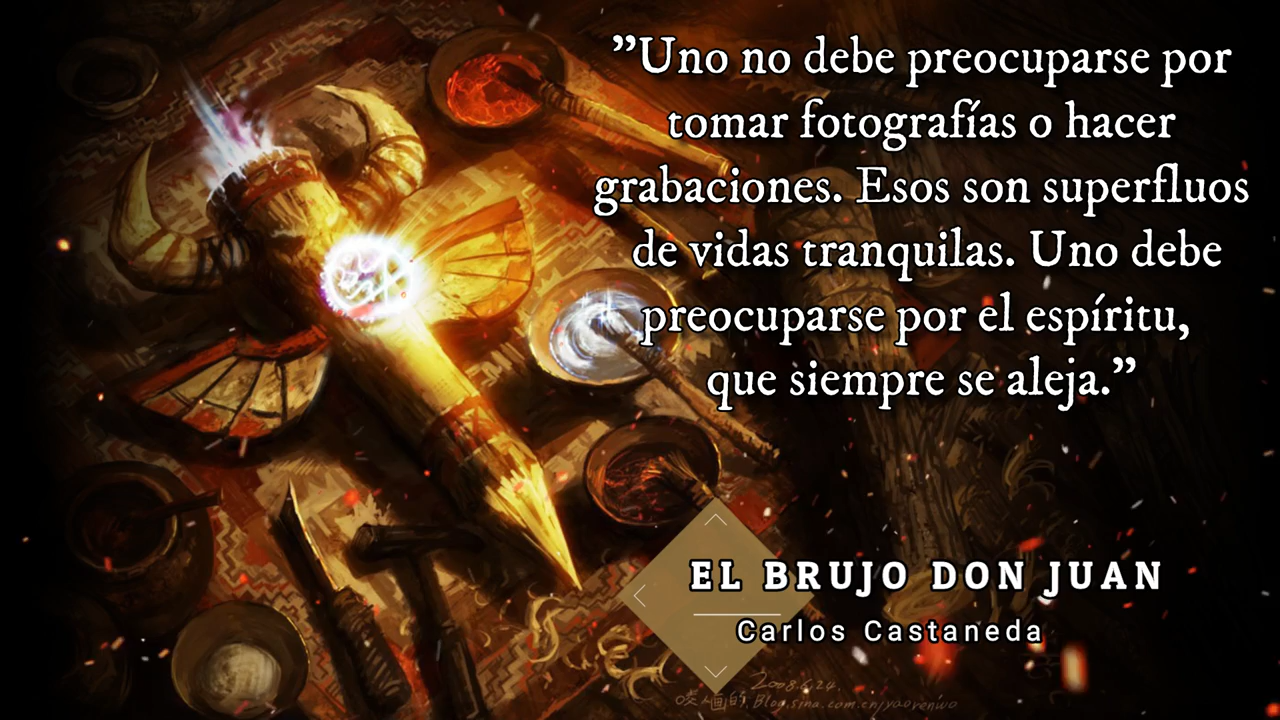 ”Uno no debe preocuparse por
tomar fotografías o hacer
grabaciones. Esos son superfluos
de vidas tranquilas. Uno debe
preocuparse por el espíritu,
que siempre se aleja.”
EL BRUJO DON JUAN
Carlos Castaneda
2008.6.24.
画的 Blog.sina.com.cn/yaorenwo